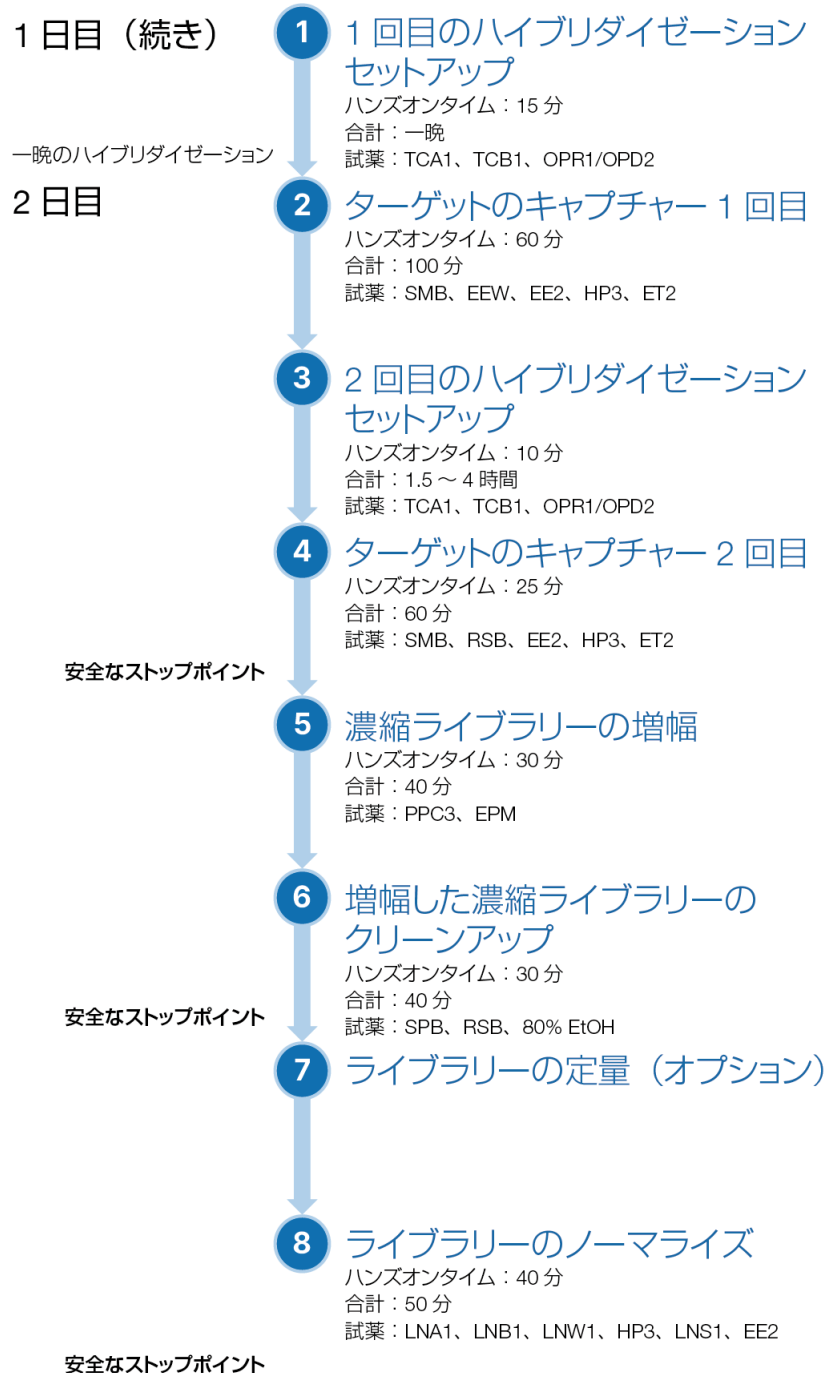 1 日目（続き）
1
1 回目のハイブリダイゼーション
セットアップ
ハンズオンタイム：15 分
合計：一晩
試薬：TCA1、TCB1、OPR1/OPD2
一晩のハイブリダイゼーション
2 日目
2
ターゲットのキャプチャー 1 回目
ハンズオンタイム：60 分
合計：100 分
試薬：SMB、EEW、EE2、HP3、ET2
3
2 回目のハイブリダイゼーション
セットアップ
ハンズオンタイム：10 分
合計：1.5 ～ 4 時間
試薬：TCA1、TCB1、OPR1/OPD2
4
ターゲットのキャプチャー 2 回目
ハンズオンタイム：25 分
合計：60 分
試薬：SMB、RSB、EE2、HP3、ET2
安全なストップポイント
5
濃縮ライブラリーの増幅
ハンズオンタイム：30 分
合計：40 分
試薬：PPC3、EPM
6
増幅した濃縮ライブラリーの
クリーンアップ
ハンズオンタイム：30 分
合計：40 分
試薬：SPB、RSB、80% EtOH
安全なストップポイント
7
ライブラリーの定量（オプション）
8
ライブラリーのノーマライズ
ハンズオンタイム：40 分
合計：50 分
試薬：LNA1、LNB1、LNW1、HP3、LNS1、EE2
安全なストップポイント